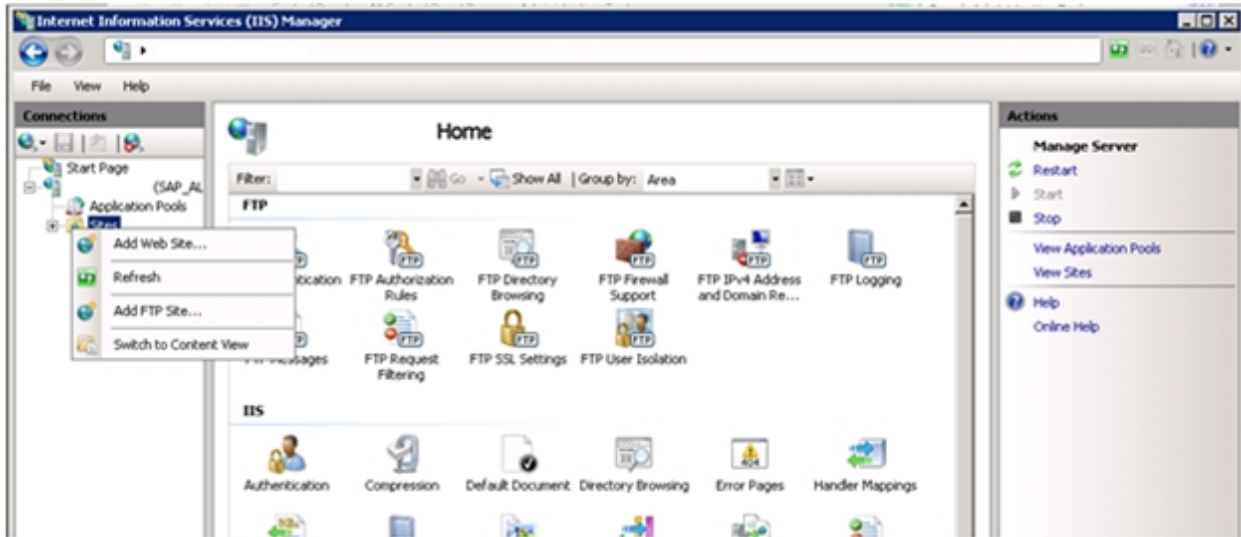 Internet Information Services (IIS) Manager
File View Help
Connections
Start Page
(SAP_AL
Application Pools
Sites
Add Web Site...
Refresh
Add FTP Site...
Switch to Content View
Home
Filter: Go Show All Group by: Area
FTP
FTP Authorization Rules
FTP Directory Browsing
FTP Firewall Support
FTP IPv4 Address and Domain Re...
FTP Logging
FTP Messages
FTP Request Filtering
FTP SSL Settings
FTP User Isolation
IIS
Authentication
Compression
Default Document
Directory Browsing
Error Pages
Handler Mappings
Actions
Manage Server
Restart
Start
Stop
View Application Pools
View Sites
Help
Online Help